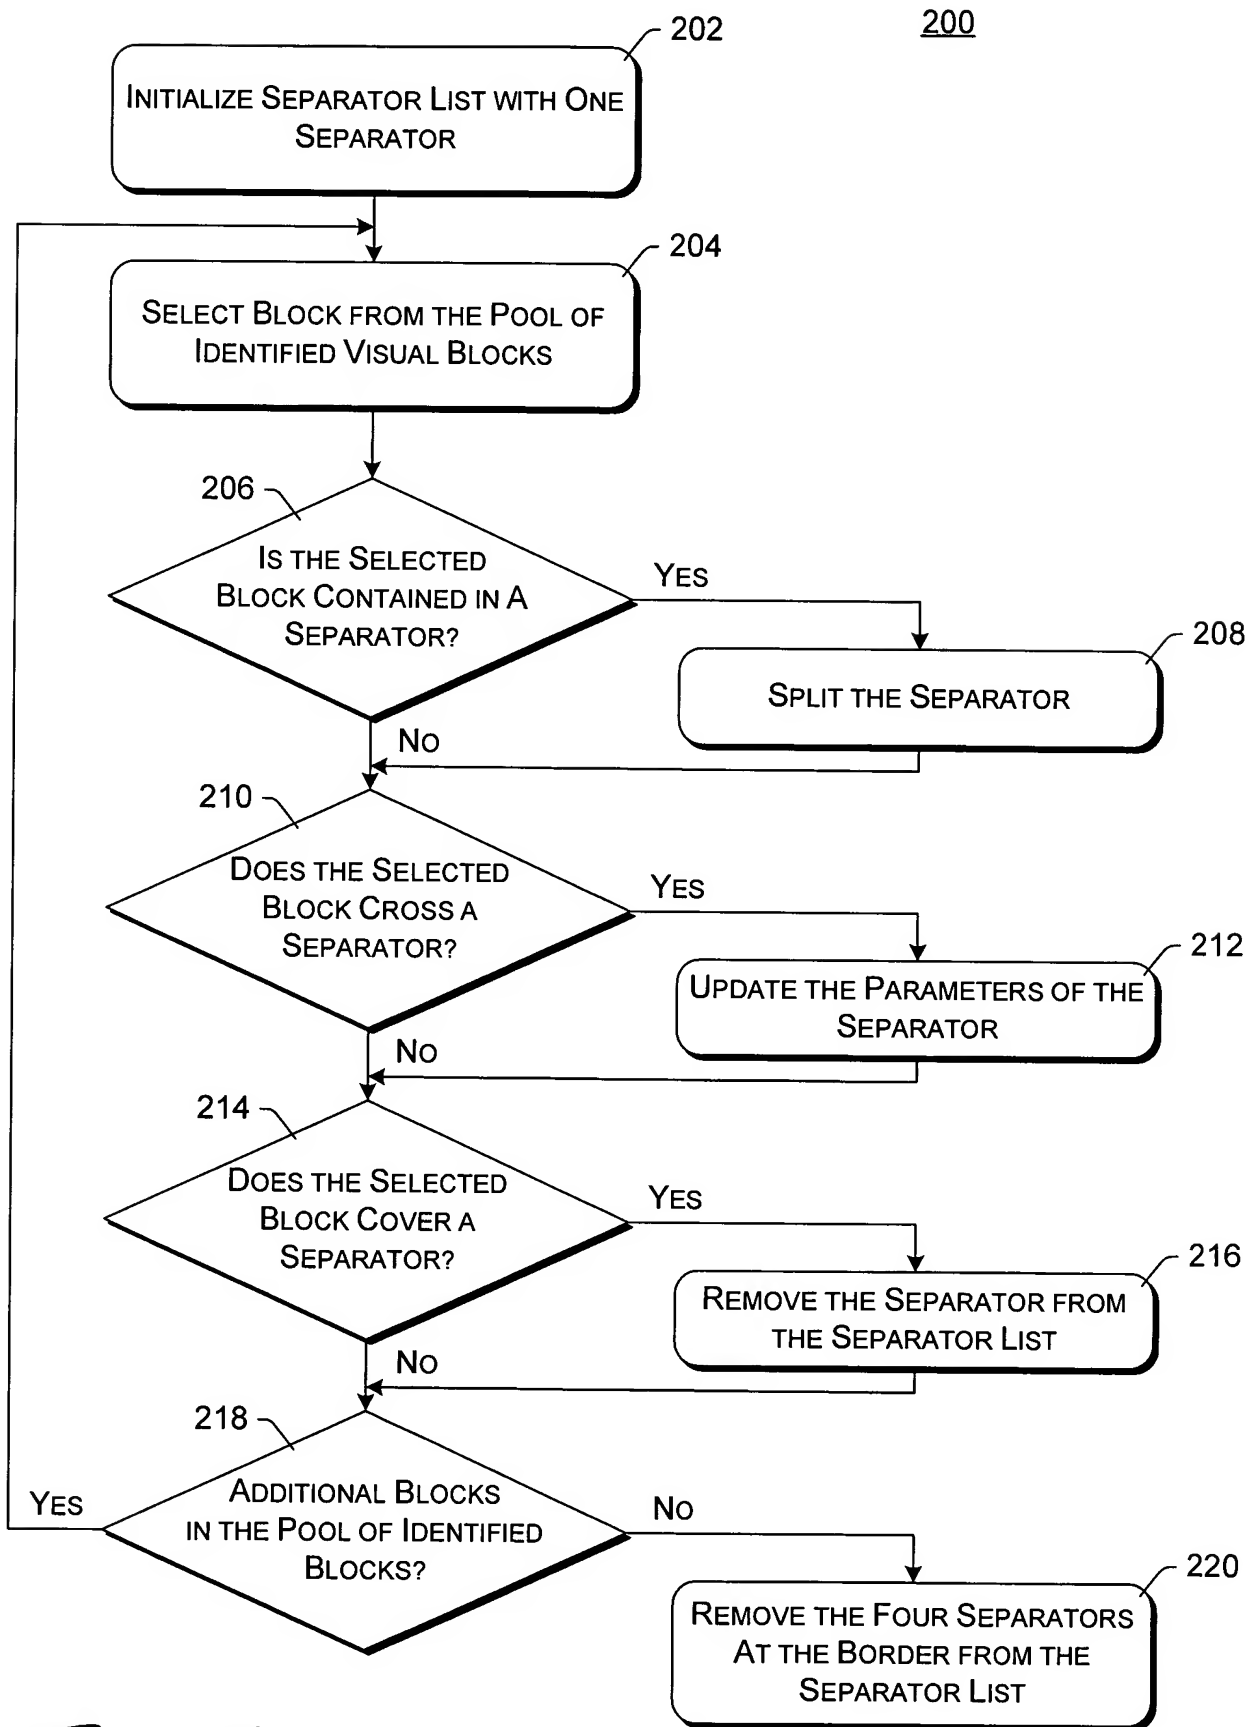 200
202
INITIALIZE SEPARATOR LIST WITH ONE
SEPARATOR
204
SELECT BLOCK FROM THE POOL OF
IDENTIFIED VISUAL BLOCKS
206
IS THE SELECTED
BLOCK CONTAINED IN A
SEPARATOR?
YES
208
SPLIT THE SEPARATOR
NO
210
DOES THE SELECTED
BLOCK CROSS A
SEPARATOR?
YES
212
UPDATE THE PARAMETERS OF THE
SEPARATOR
NO
214
DOES THE SELECTED
BLOCK COVER A
SEPARATOR?
YES
216
REMOVE THE SEPARATOR FROM
THE SEPARATOR LIST
NO
218
ADDITIONAL BLOCKS
IN THE POOL OF IDENTIFIED
BLOCKS?
YES
NO
220
REMOVE THE FOUR SEPARATORS
AT THE BORDER FROM THE
SEPARATOR LIST